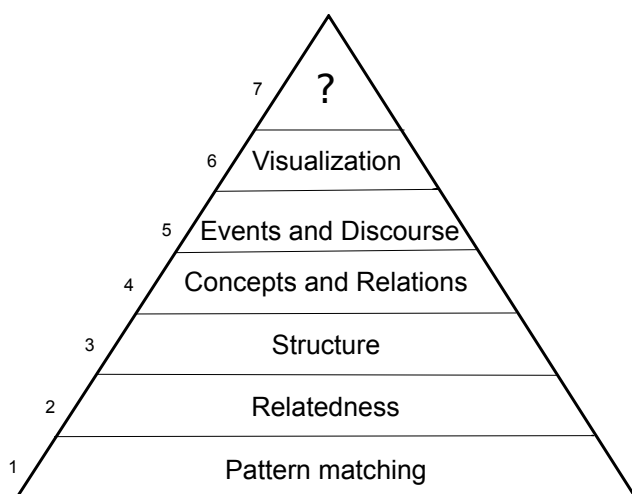 7 ?
6 Visualization
5 Events and Discourse
4 Concepts and Relations
3 Structure
2 Relatedness
1 Pattern matching